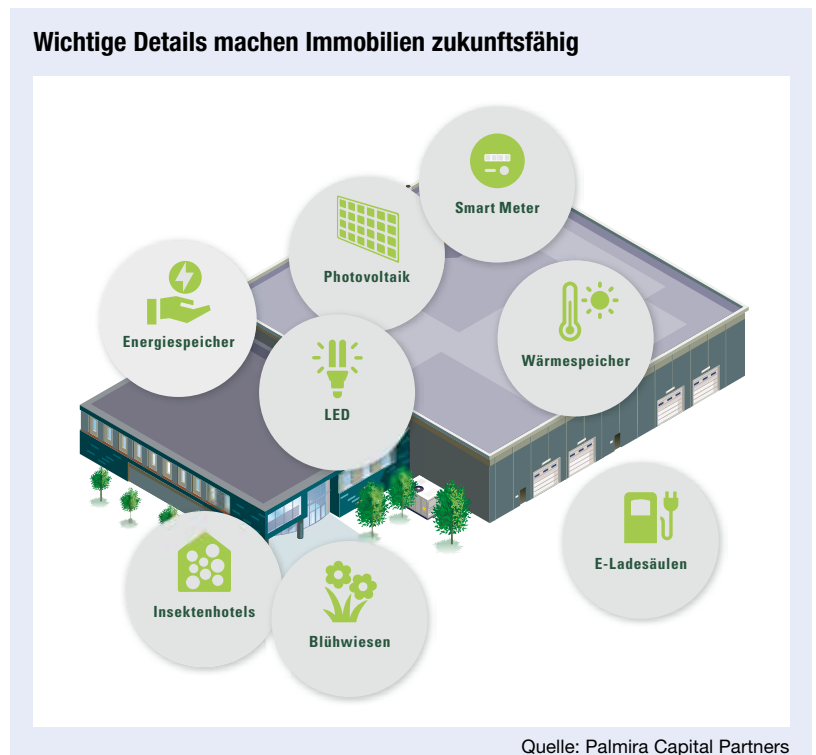 Wichtige Details machen Immobilien zukunftsfähig
Smart Meter
Photovoltaik
Energiespeicher
Wärmespeicher
LED
E-Ladesäulen
Insektenhotels
Blühwiesen
Quelle: Palmira Capital Partners